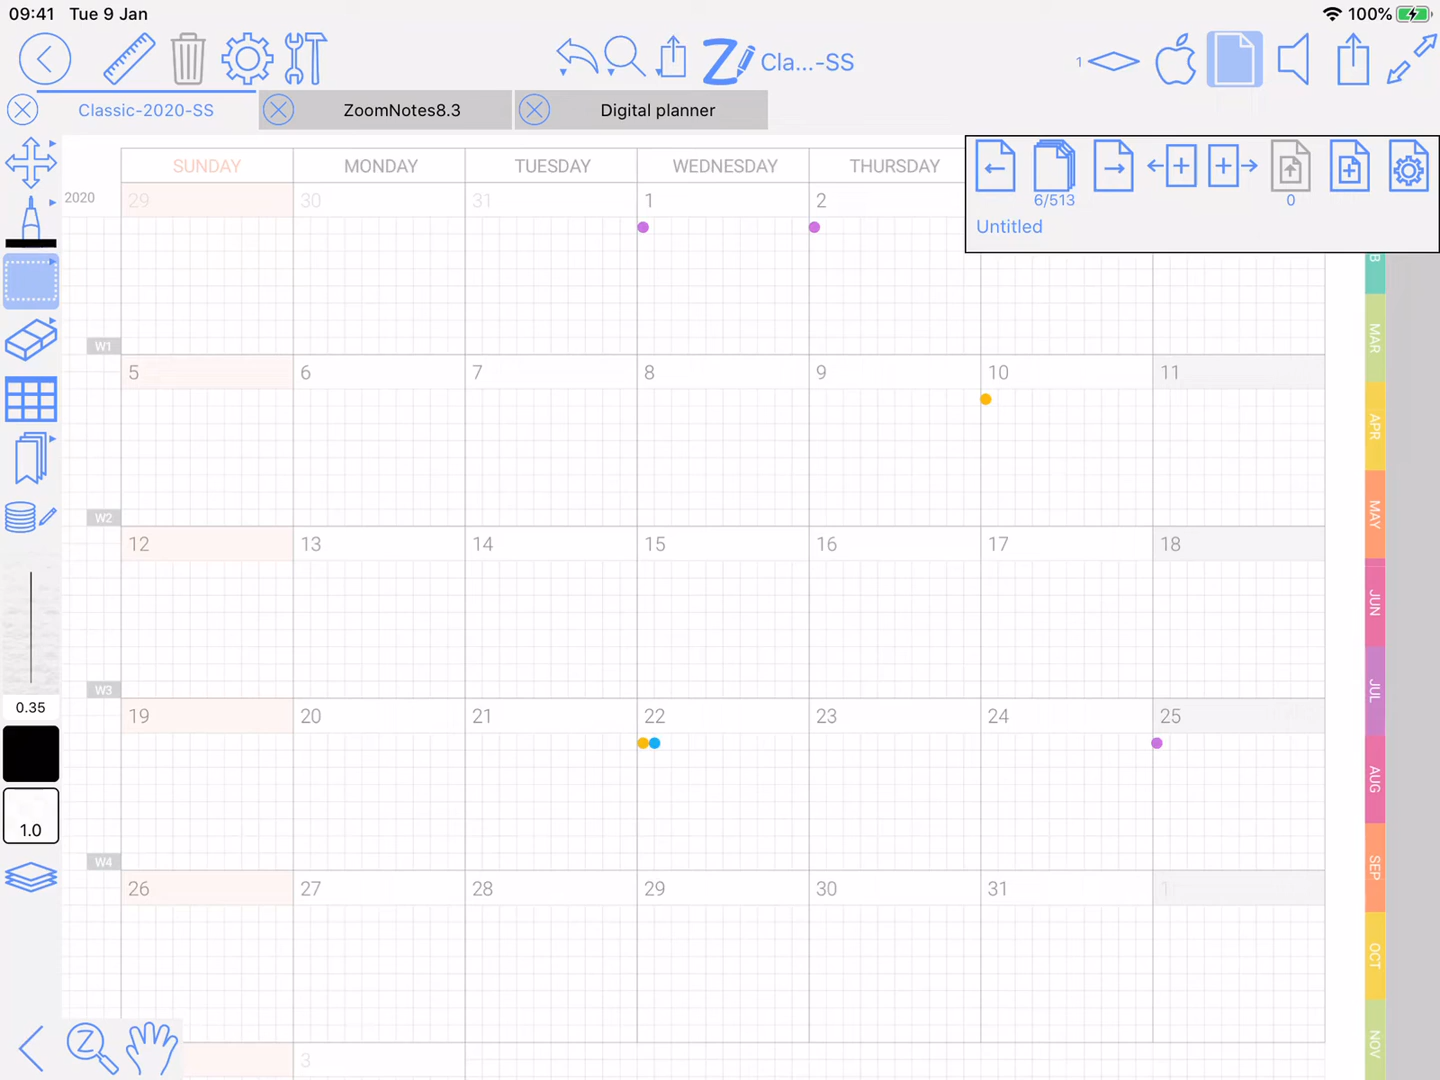 09:41 Tue 9 Jan 100%
Cla...-SS 1
Classic-2020-SS ZoomNotes8.3 Digital planner
SUNDAY MONDAY TUESDAY WEDNESDAY THURSDAY
6/513 0
Untitled
2020 29 30 31 1 2
B
MAR
W1
5 6 7 8 9 10 11
APR
W2
MAY
12 13 14 15 16 17 18
JUN
W3
JUL
0.35
19 20 21 22 23 24 25
AUG
1.0
W4
SEP
26 27 28 29 30 31 1
OCT
Z
NOV
3